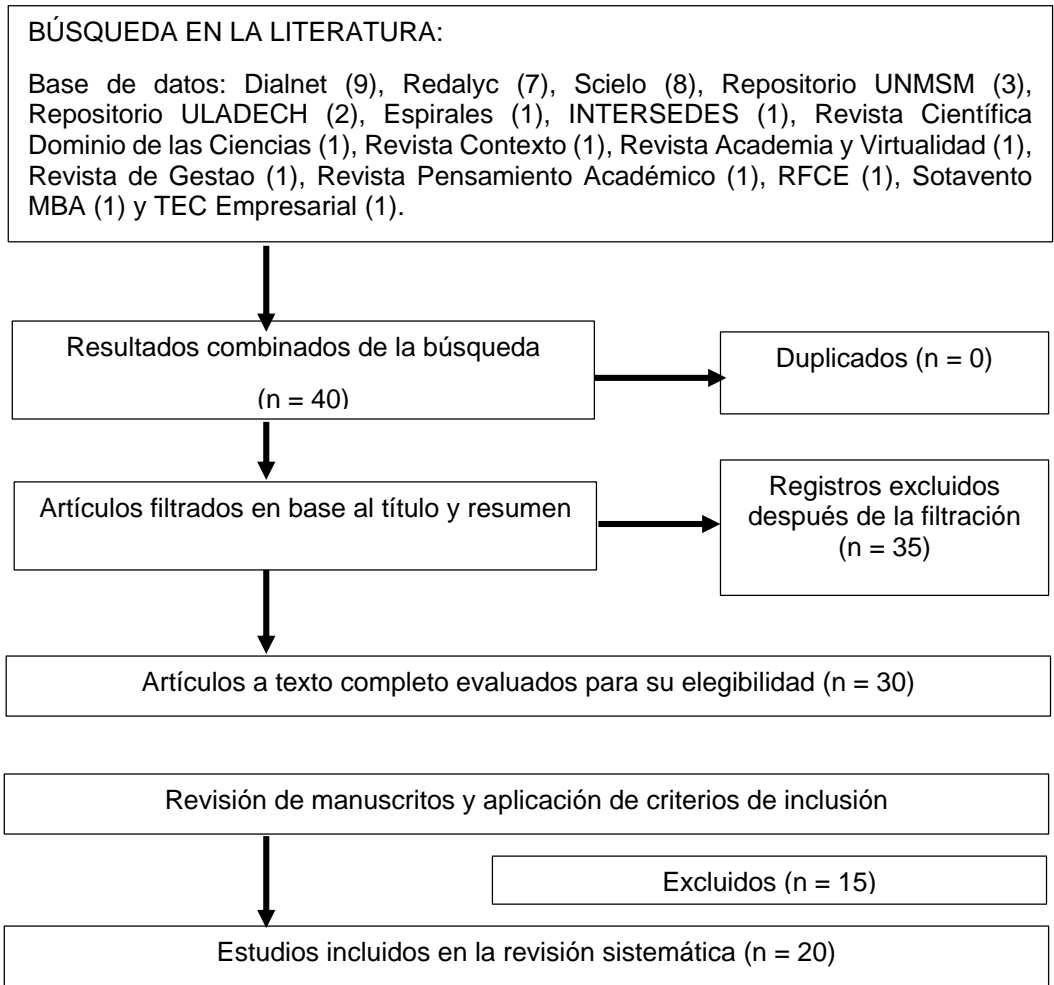 BÚSQUEDA EN LA LITERATURA:
Base de datos: Dialnet (9), Redalyc (7), Scielo (8), Repositorio UNMSM (3),
Repositorio ULADECH (2), Espirales (1), INTERSEDES (1), Revista Científica
Dominio de las Ciencias (1), Revista Contexto (1), Revista Academia y Virtualidad (1),
Revista de Gestao (1), Revista Pensamiento Académico (1), RFCE (1), Sotavento
MBA (1) y TEC Empresarial (1).
Resultados combinados de la búsqueda
(n = 40)
Duplicados (n = 0)
Artículos filtrados en base al título y resumen
Registros excluidos
después de la filtración
(n = 35)
Artículos a texto completo evaluados para su elegibilidad (n = 30)
Revisión de manuscritos y aplicación de criterios de inclusión
Excluidos (n = 15)
Estudios incluidos en la revisión sistemática (n = 20)